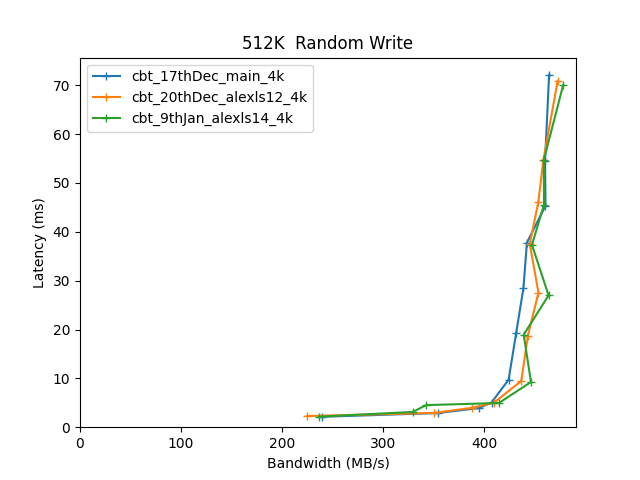 512K  Random Write
cbt_17thDec_main_4k
cbt_20thDec_alexls12_4k
cbt_9thJan_alexls14_4k
Latency (ms)
70
60
50
40
30
20
10
0
0
100
200
300
400
Bandwidth (MB/s)